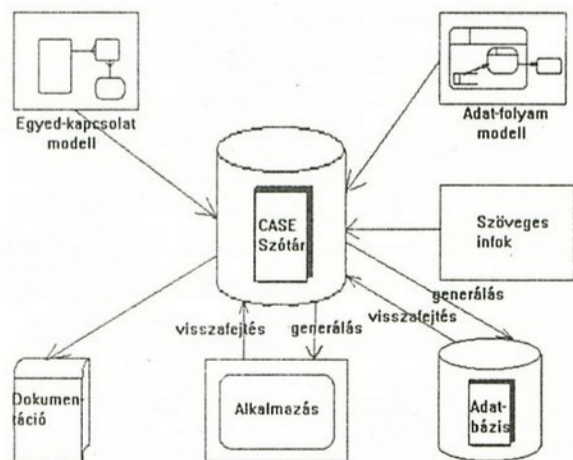 Egyed-kapcsolat
modell
Adat-folyam
modell
CASE
Szótár
Szöveges
infok
generálás
visszafejtés
visszafejtés
generálás
Dokumen-
táció
Alkalmazás
Adat-
bázis